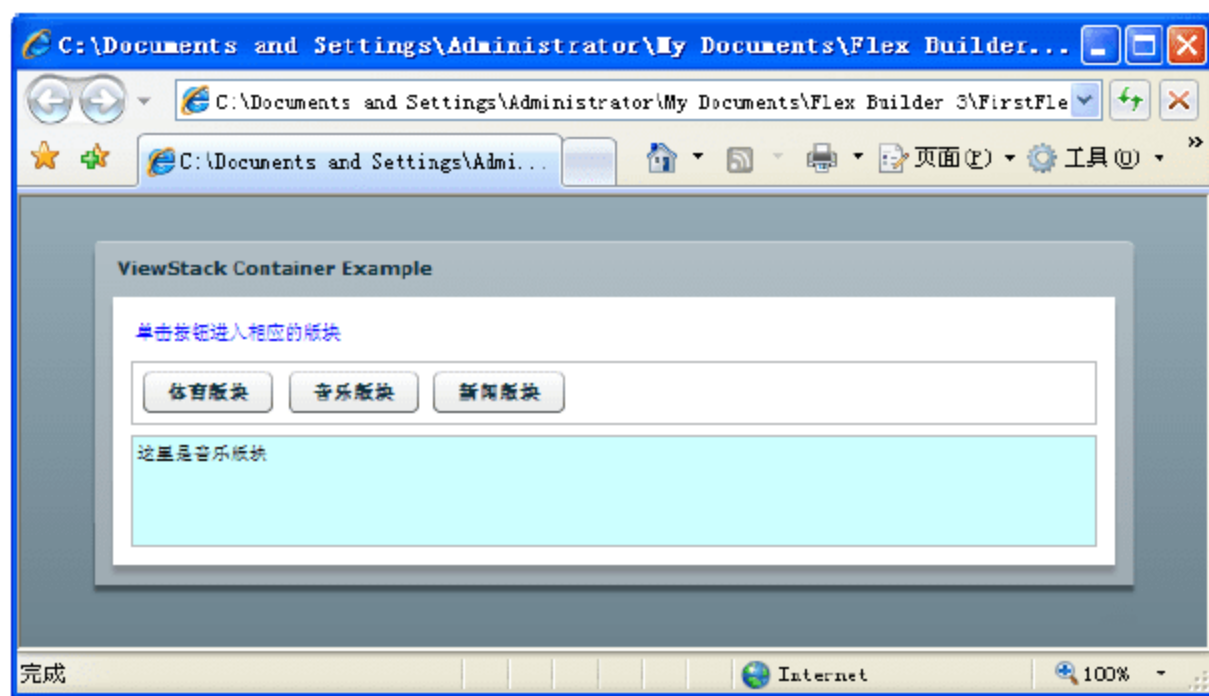 C:\Documents and Settings\Administrator\My Documents\Flex Builder...
C:\Documents and Settings\Administrator\My Documents\Flex Builder 3\FirstFle
C:\Documents and Settings\Admi...
页面(P)
工具(O)
»
ViewStack Container Example
单击按钮进入相应的版块
体育版块
音乐版块
新闻版块
这里是音乐版块
完成
Internet
100%